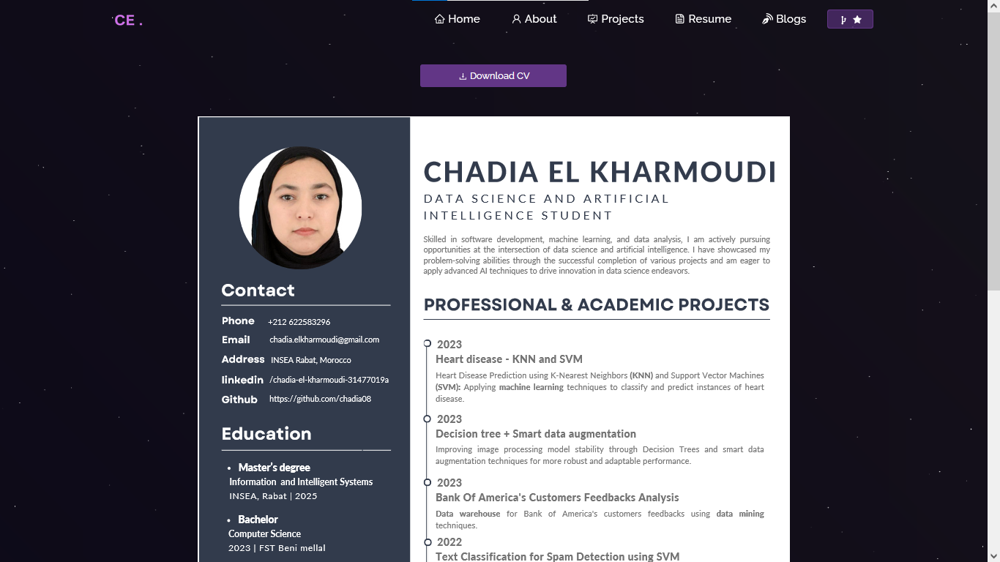 CE .
Home
About
Projects
Resume
Blogs
Download CV
CHADIA EL KHARMOUDI
DATA SCIENCE AND ARTIFICIAL
INTELLIGENCE STUDENT
Skilled in software development, machine learning, and data analysis, I am actively pursuing
opportunities at the intersection of data science and artificial intelligence. I have showcased my
problem-solving abilities through the successful completion of various projects and am eager to
apply advanced AI techniques to drive innovation in data science endeavors.
Contact
Phone +212 622583296
Email chadia.elkharmoudi@gmail.com
Address INSEA Rabat, Morocco
linkedin /chadia-el-kharmoudi-31477019a
Github https://github.com/chadia08
Education
• Master's degree
Information and Intelligent Systems
INSEA, Rabat | 2025
• Bachelor
Computer Science
2023 | FST Beni mellal
PROFESSIONAL & ACADEMIC PROJECTS
2023
Heart disease - KNN and SVM
Heart Disease Prediction using K-Nearest Neighbors (KNN) and Support Vector Machines
(SVM): Applying machine learning techniques to classify and predict instances of heart
disease.
2023
Decision tree + Smart data augmentation
Improving image processing model stability through Decision Trees and smart data
augmentation techniques for more robust and adaptable performance.
2023
Bank Of America's Customers Feedbacks Analysis
Data warehouse for Bank of America's customers feedbacks using data mining
techniques.
2022
Text Classification for Spam Detection using SVM